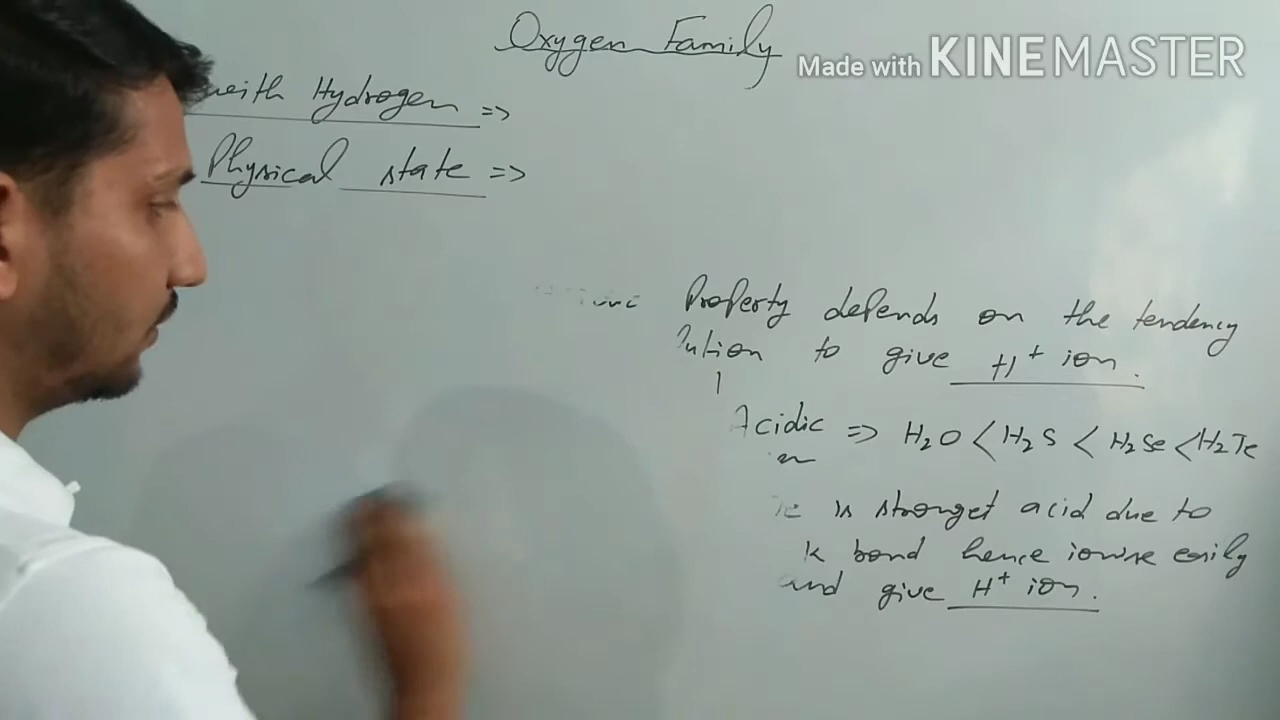 Oxygen Family
Made with KINEMASTER
with Hydrogen =>
Physical state =>
Property depends on the tendency
to give H+ ion.
Acidic => H2O < H2S < H2Se < H2Te
is stronget acid due to
bond hence ionise easily
and give H+ ion.